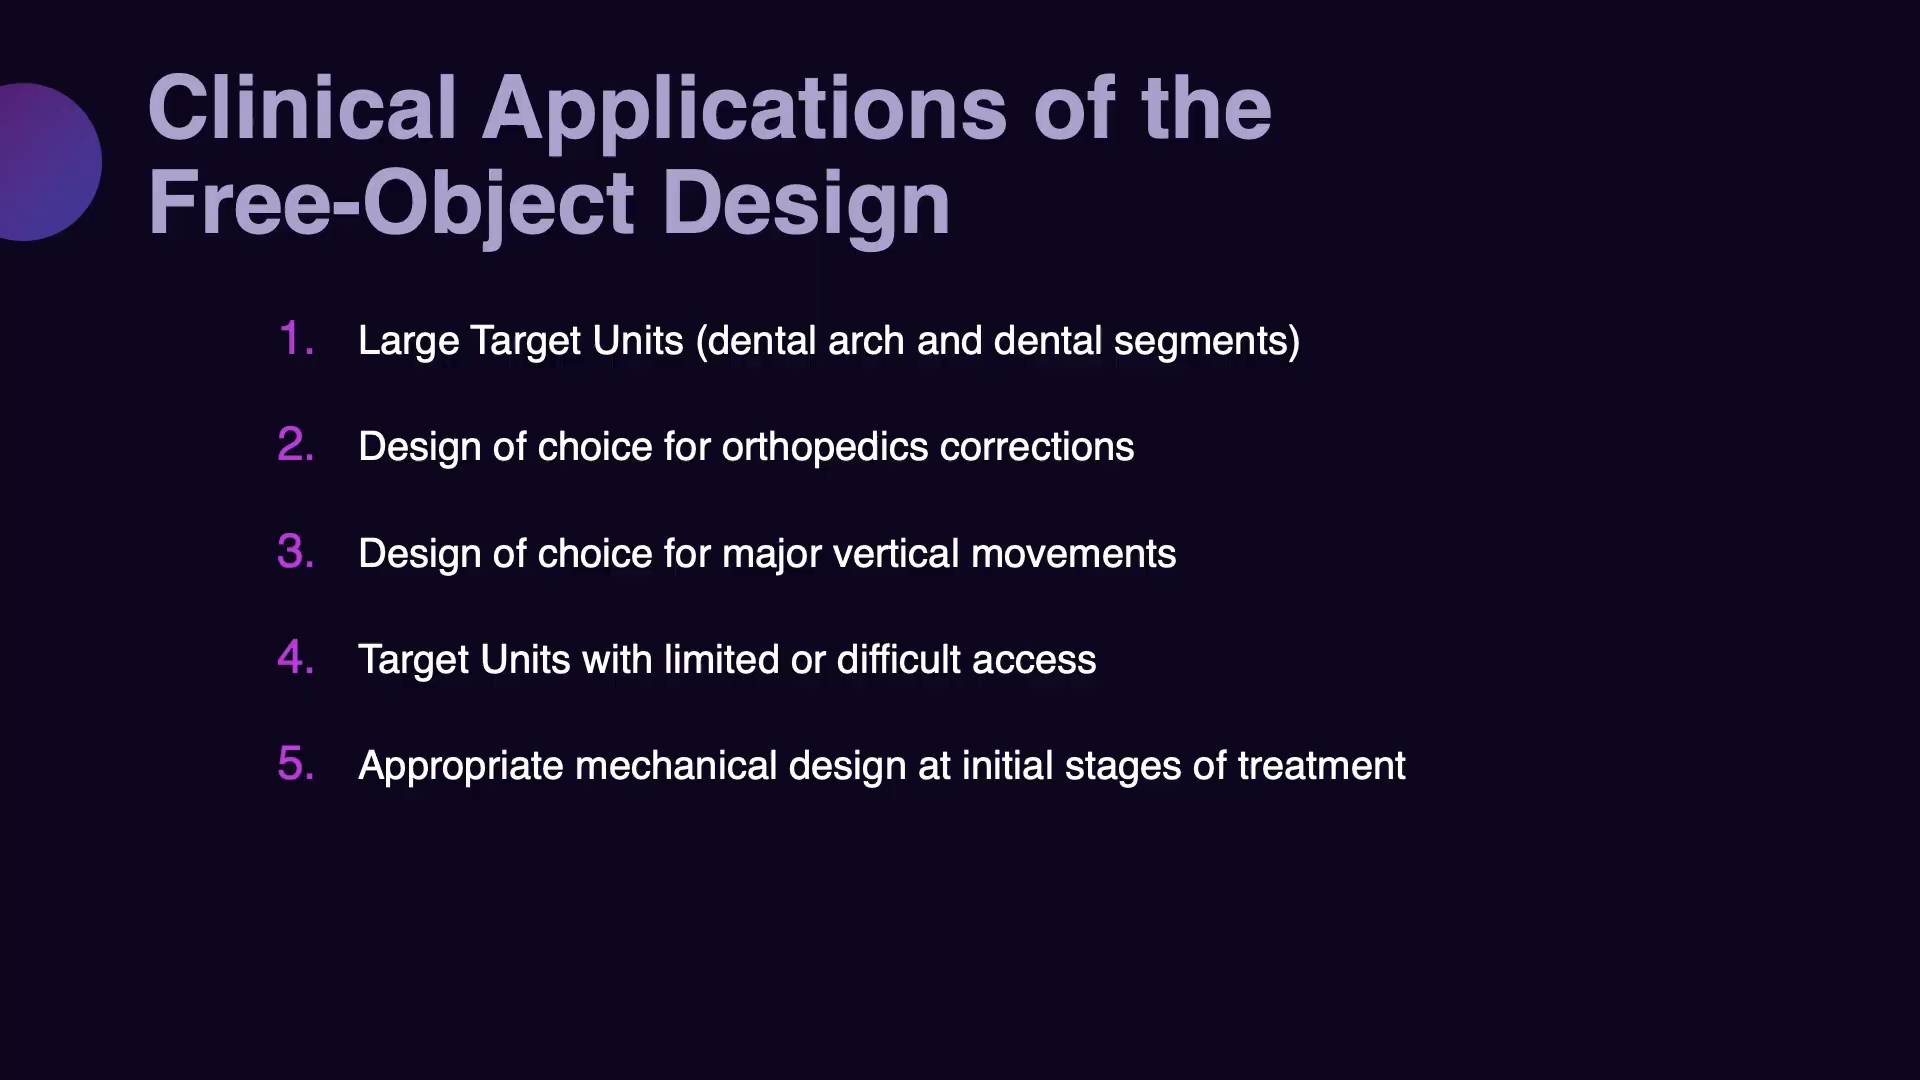 Clinical Applications of the
Free-Object Design
1. Large Target Units (dental arch and dental segments)
2. Design of choice for orthopedics corrections
3. Design of choice for major vertical movements
4. Target Units with limited or difficult access
5. Appropriate mechanical design at initial stages of treatment